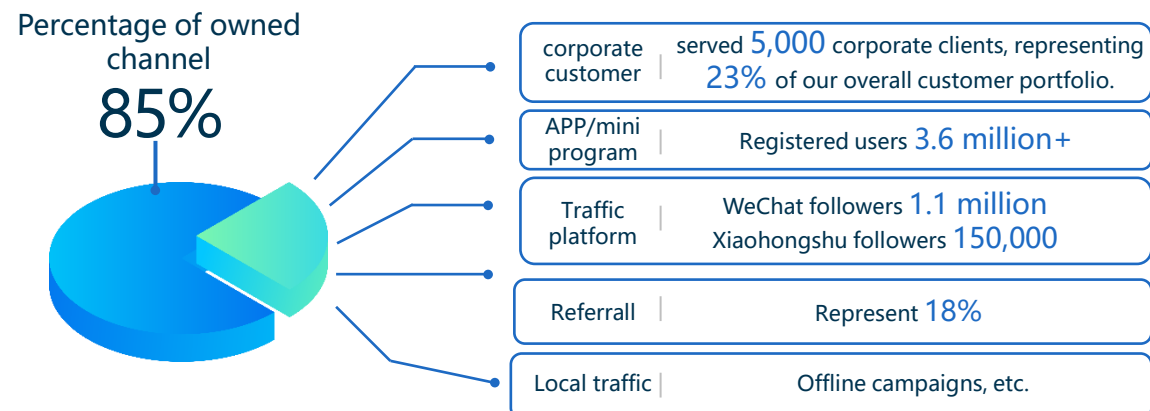 Percentage of owned
channel
85%
corporate
customer
served 5,000 corporate clients, representing
23% of our overall customer portfolio.
APP/mini
program
Registered users 3.6 million+
Traffic
platform
WeChat followers 1.1 million
Xiaohongshu followers 150,000
Referrall
Represent 18%
Local traffic
Offline campaigns, etc.